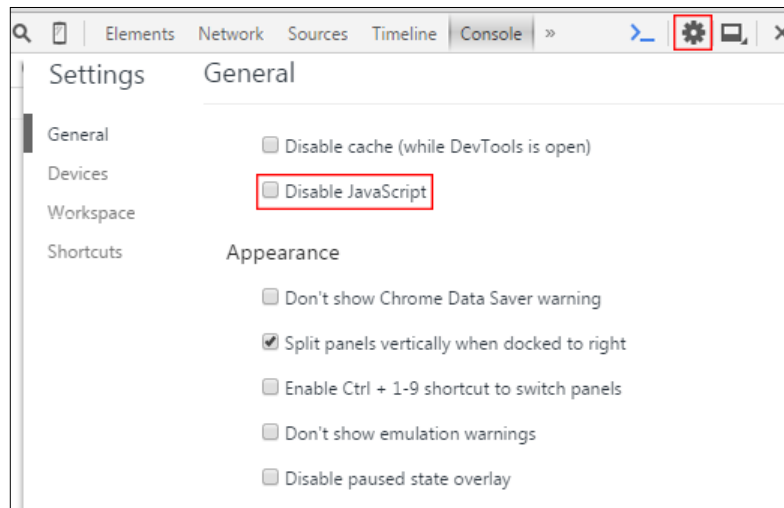 Elements Network Sources Timeline Console »
Settings
General
General
Devices
Workspace
Shortcuts
Disable cache (while DevTools is open)
Disable JavaScript
Appearance
Don't show Chrome Data Saver warning
Split panels vertically when docked to right
Enable Ctrl + 1-9 shortcut to switch panels
Don't show emulation warnings
Disable paused state overlay